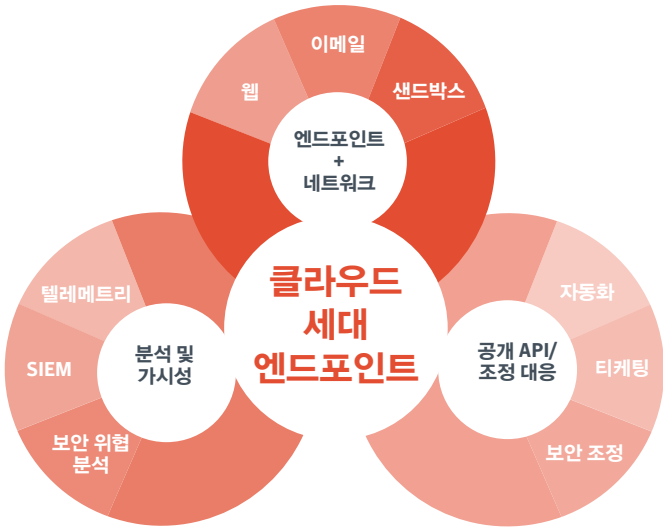 이메일
웹
샌드박스
엔드포인트
+
네트워크
클라우드
세대
엔드포인트
텔레메트리
SIEM
보안 위협
분석
분석 및
가시성
공개 API/
조정 대응
자동화
티케팅
보안 조정